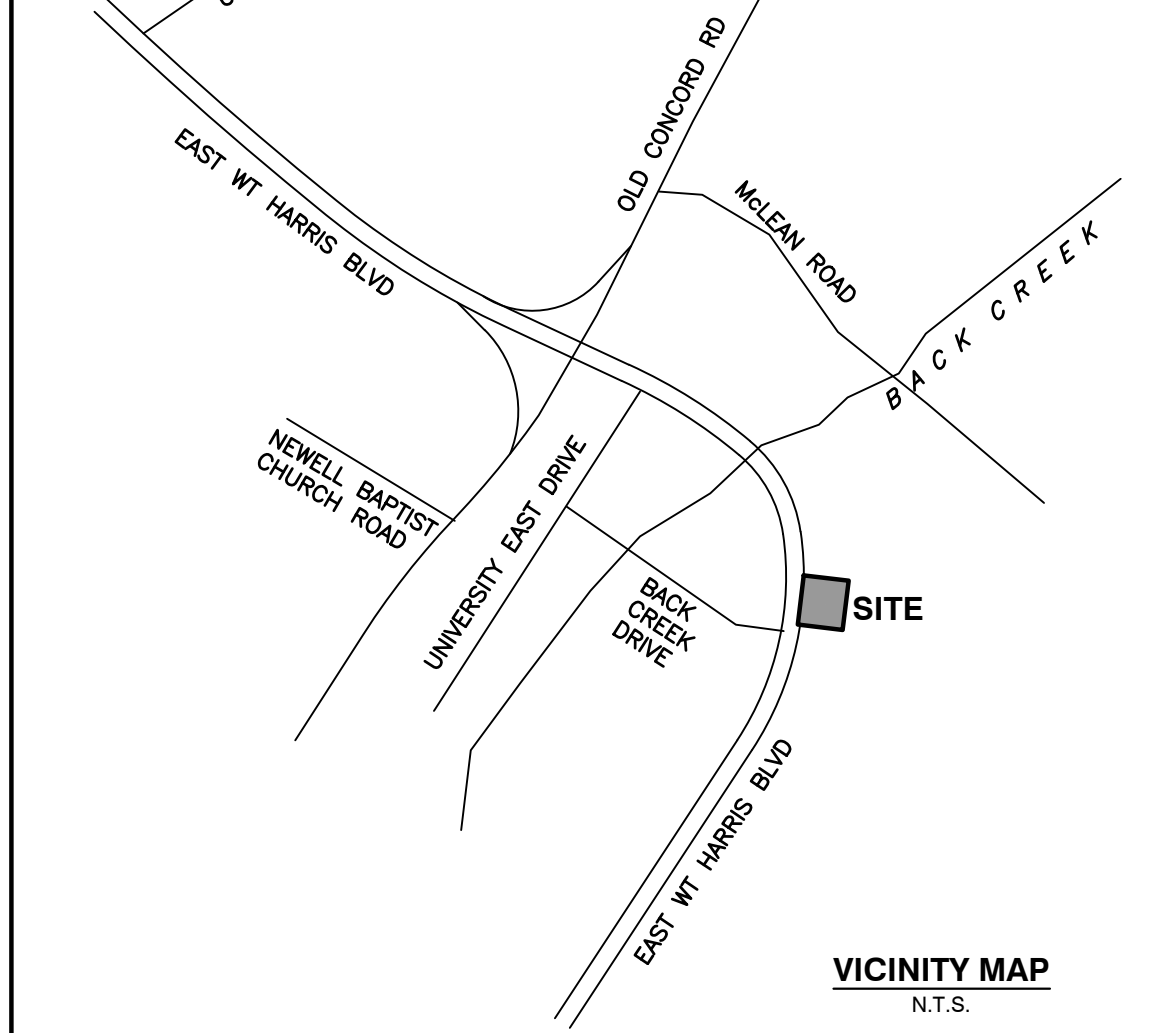 EAST WT HARRIS BLVD
OLD CONCORD RD
McLEAN ROAD
BACK CREEK
NEWELL BAPTIST
CHURCH ROAD
UNIVERSITY EAST DRIVE
BACK
CREEK
DRIVE
SITE
EAST WT HARRIS BLVD
VICINITY MAP
N.T.S.